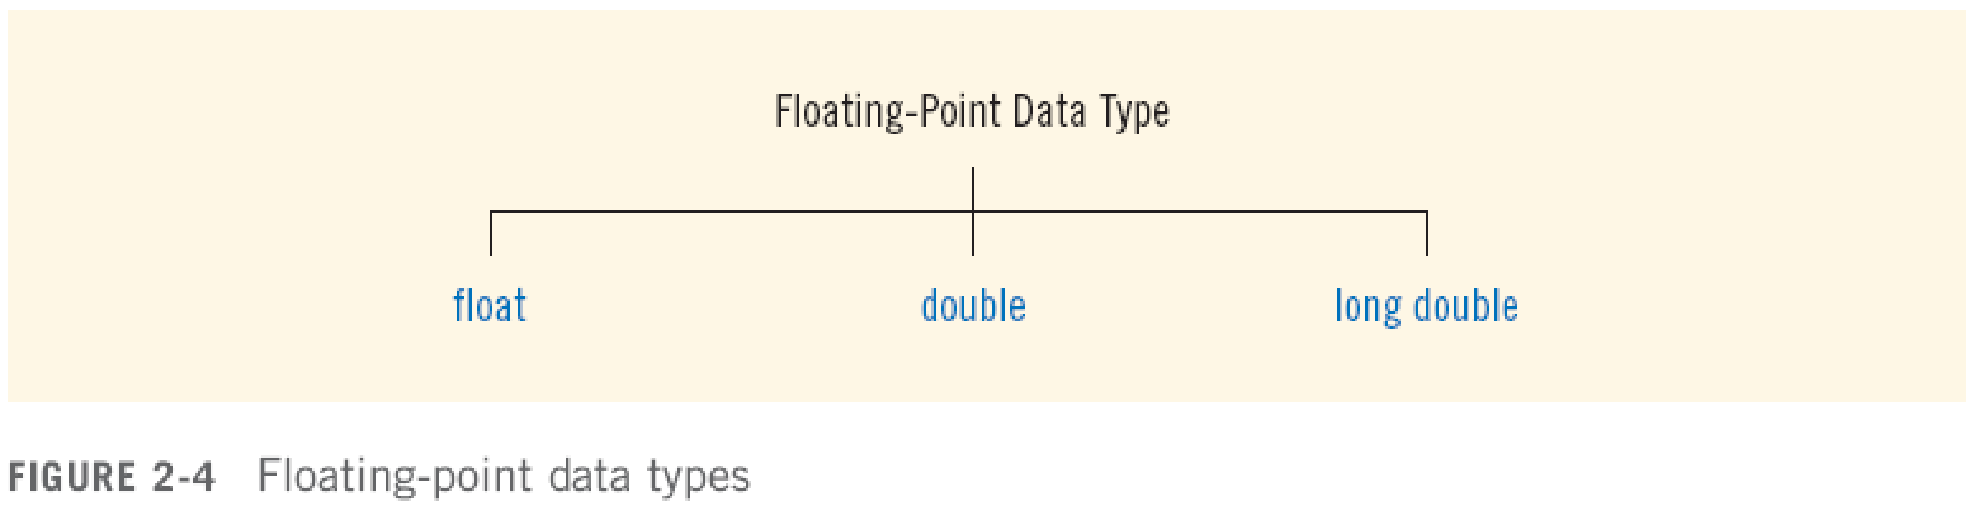 Floating-Point Data Type
float double long double
FIGURE 2-4 Floating-point data types